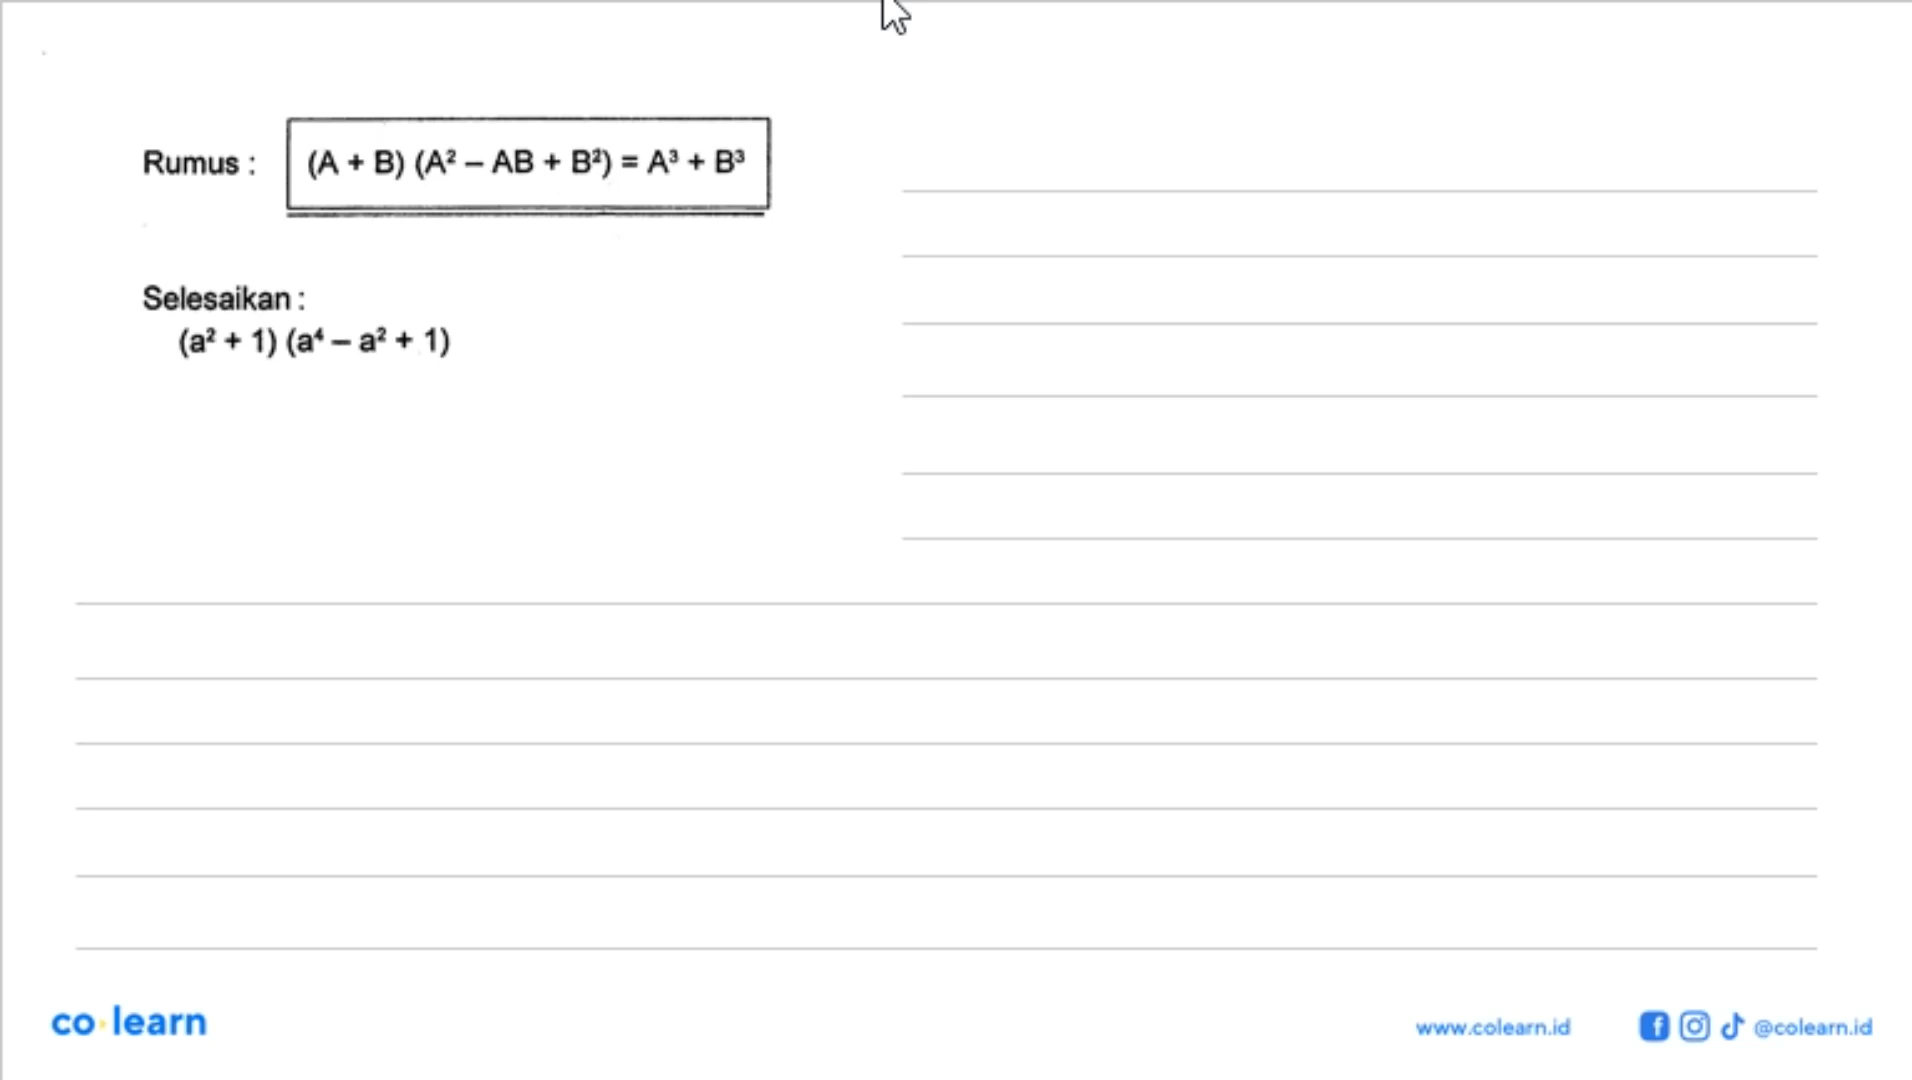 Rumus : (A + B) (A² – AB + B²) = A³ + B³
Selesaikan :
(a² + 1) (a⁴ – a² + 1)
co learn
www.colearn.id @colearn.id